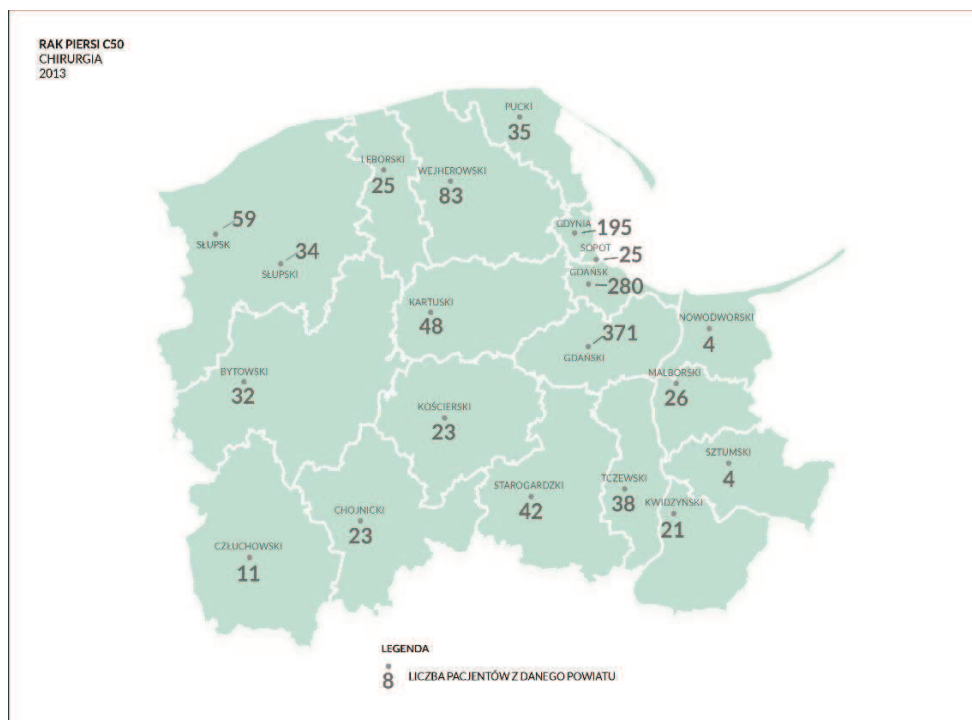 RAK PIERSI C50
CHIRURGIA
2013
PUCKI
35
LĘBORSKI
25
WEJHEROWSKI
83
59
SŁUPSK
34
SŁUPSKI
GDYNIA
195
SOPOT
25
GDAŃSK
280
KARTUSKI
48
371
GDAŃSKI
NOWODWORSKI
4
BYTOWSKI
32
MALBORSKI
26
KOŚCIERSKI
23
SZTUMSKI
4
STAROGARDZKI
42
TCZEWSKI
38
KWIDZYŃSKI
21
CHOJNICKI
23
CZŁUCHOWSKI
11
LEGENDA
8
LICZBA PACJENTÓW Z DANEGO POWIATU